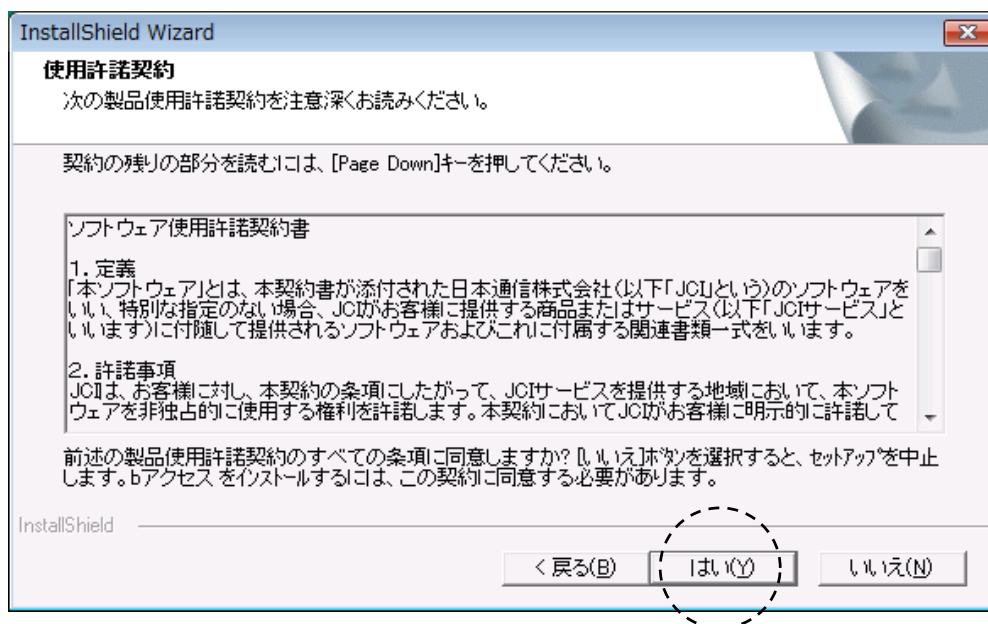 InstallShield Wizard
使用許諾契約
次の製品使用許諾契約を注意深くお読みください。
契約の残りの部分を読むには、[Page Down]キーを押してください。
ソフトウェア使用許諾契約書
1. 定義
「本ソフトウェア」とは、本契約書が添付された日本通信株式会社(以下「JCI」という)のソフトウェアを
いい、特別な指定のない場合、JCIがお客様に提供する商品またはサービス(以下「JCIサービス」と
いいます)に付随して提供されるソフトウェアおよびこれに付属する関連書類一式をいいます。
2. 許諾事項
JCIは、お客様に対し、本契約の条項にしたがって、JCIサービスを提供する地域において、本ソフト
ウェアを非独占的に使用する権利を許諾します。本契約においてJCIがお客様に明示的に許諾して
前述の製品使用許諾契約のすべての条項に同意しますか? [いいえ]ボタンを選択すると、セットアップを中止
します。bアクセス をインストールするには、この契約に同意する必要があります。
InstallShield
< 戻る(B)
はい(Y)
いいえ(N)